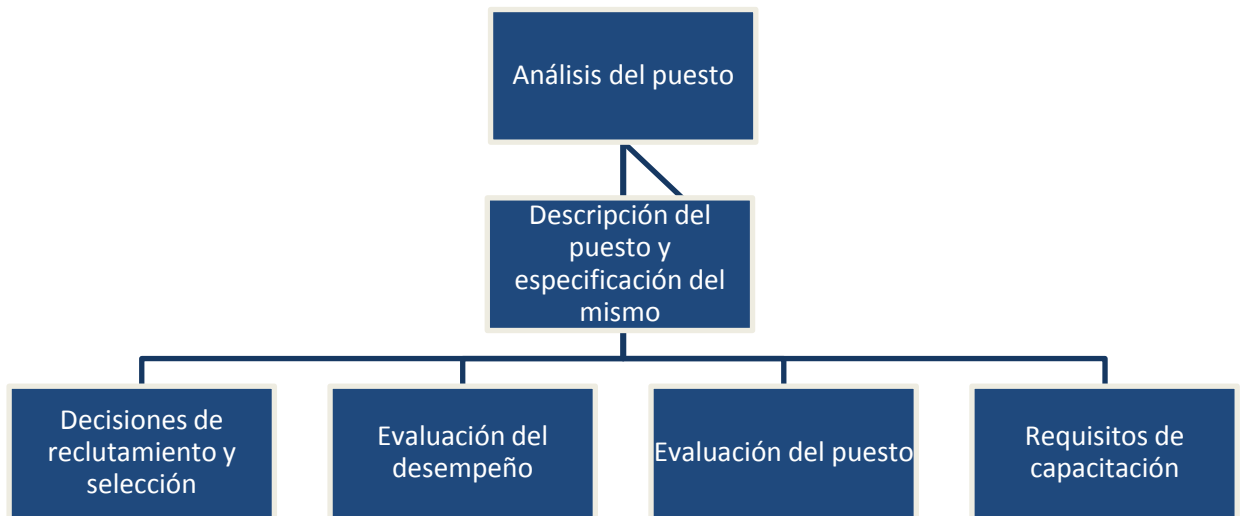 Análisis del puesto
Descripción del
puesto y
especificación del
mismo
Decisiones de
reclutamiento y
selección
Evaluación del
desempeño
Evaluación del puesto
Requisitos de
capacitación